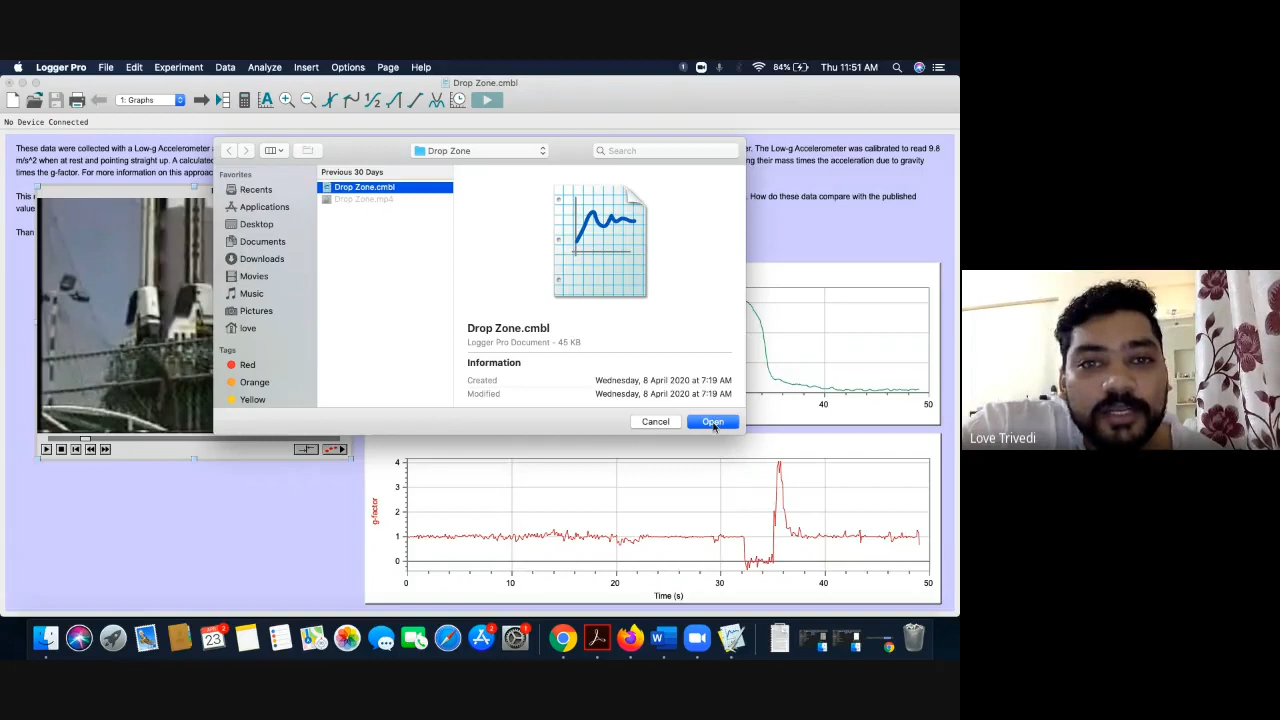 Logger Pro File Edit Experiment Data Analyze Insert Options Page Help 84% Thu 11:51 AM
Drop Zone.cmbl
1: Graphs
No Device Connected
These data were collected with a Low-g Accelerometer a
er. The Low-g Accelerometer was calibrated to read 9.8
m/s^2 when at rest and pointing straight up. A calculated
ng their mass times the acceleration due to gravity
times the g-factor. For more information on this approac
This
. How do these data compare with the published
value
Than
Drop Zone
Search
Favorites
Recents
Applications
Desktop
Documents
Downloads
Movies
Music
Pictures
love
Tags
Red
Orange
Yellow
Previous 30 Days
Drop Zone.cmbl
Drop Zone.mp4
Drop Zone.cmbl
Logger Pro Document - 45 KB
Information
Created Wednesday, 8 April 2020 at 7:19 AM
Modified Wednesday, 8 April 2020 at 7:19 AM
Cancel Open
40 50
g-factor
4
3
2
1
0
0 10 20 30 40 50
Time (s)
Love Trivedi
APR
23
2
2
1